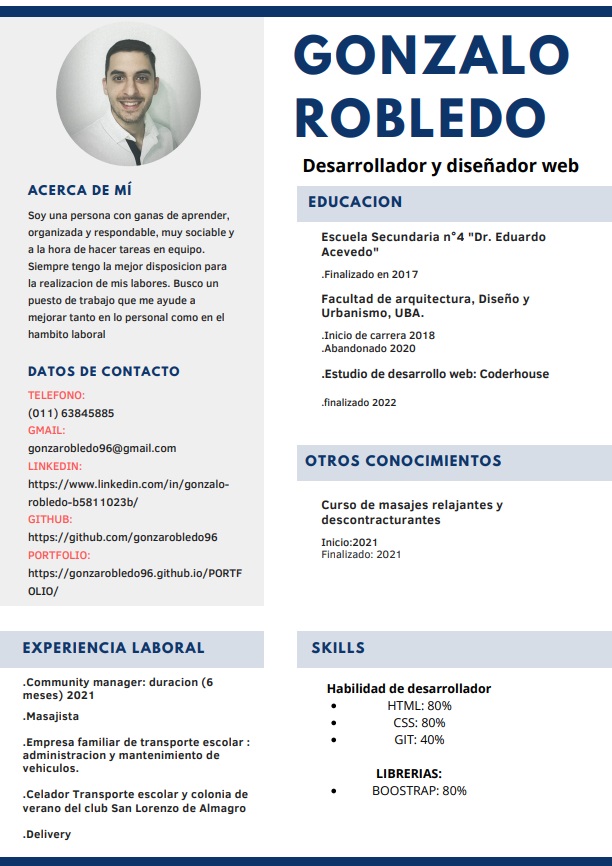 GONZALO
ROBLEDO
Desarrollador y diseñador web
ACERCA DE MÍ
Soy una persona con ganas de aprender,
organizada y respondable, muy sociable y
a la hora de hacer tareas en equipo.
Siempre tengo la mejor disposicion para
la realizacion de mis labores. Busco un
puesto de trabajo que me ayude a
mejorar tanto en lo personal como en el
hambito laboral
DATOS DE CONTACTO
TELEFONO:
(011) 63845885
GMAIL:
gonzarobledo96@gmail.com
LINKEDIN:
https://www.linkedin.com/in/gonzalo-
robledo-b5811023b/
GITHUB:
https://github.com/gonzarobledo96
PORTFOLIO:
https://gonzarobledo96.github.io/PORTF
OLIO/
EDUCACION
Escuela Secundaria n°4 "Dr. Eduardo
Acevedo"
.Finalizado en 2017
Facultad de arquitectura, Diseño y
Urbanismo, UBA.
.Inicio de carrera 2018
.Abandonado 2020
.Estudio de desarrollo web: Coderhouse
.finalizado 2022
OTROS CONOCIMIENTOS
Curso de masajes relajantes y
descontracturantes
Inicio:2021
Finalizado: 2021
EXPERIENCIA LABORAL
.Community manager: duracion (6
meses) 2021
.Masajista
.Empresa familiar de transporte escolar :
administracion y mantenimiento de
vehiculos.
.Celador Transporte escolar y colonia de
verano del club San Lorenzo de Almagro
.Delivery
SKILLS
Habilidad de desarrollador
• HTML: 80%
• CSS: 80%
• GIT: 40%
LIBRERIAS:
• BOOSTRAP: 80%